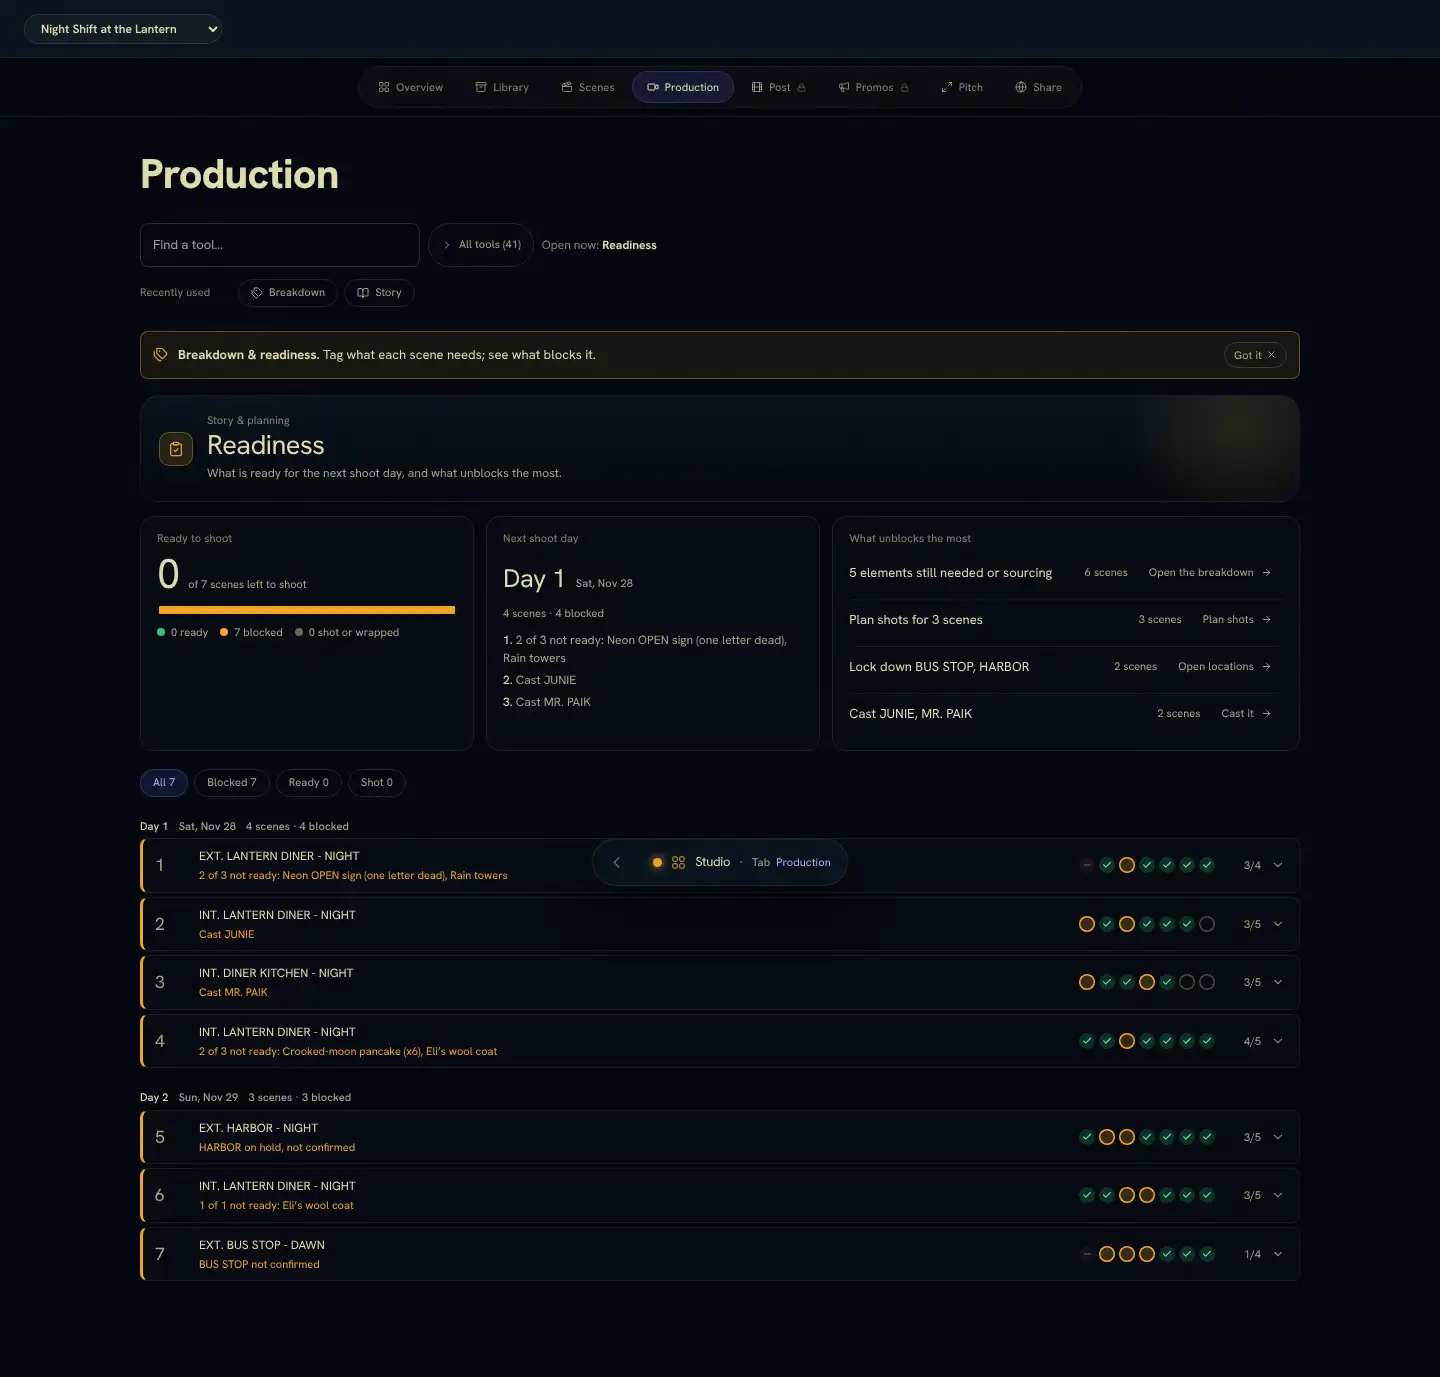 Night Shift at the Lantern
Overview
Library
Scenes
Production
Post
Promos
Pitch
Share
Production
Find a tool...
All tools (41)
Open now: Readiness
Recently used
Breakdown
Story
Breakdown & readiness. Tag what each scene needs; see what blocks it.
Got it
Story & planning
Readiness
What is ready for the next shoot day, and what unblocks the most.
Ready to shoot
0 of 7 scenes left to shoot
0 ready
7 blocked
0 shot or wrapped
Next shoot day
Day 1 Sat, Nov 28
4 scenes · 4 blocked
1. 2 of 3 not ready: Neon OPEN sign (one letter dead),
Rain towers
2. Cast JUNIE
3. Cast MR. PAIK
What unblocks the most
5 elements still needed or sourcing 6 scenes Open the breakdown →
Plan shots for 3 scenes 3 scenes Plan shots →
Lock down BUS STOP, HARBOR 2 scenes Open locations →
Cast JUNIE, MR. PAIK 2 scenes Cast it →
All 7
Blocked 7
Ready 0
Shot 0
Day 1 Sat, Nov 28 4 scenes · 4 blocked
1
EXT. LANTERN DINER - NIGHT
2 of 3 not ready: Neon OPEN sign (one letter dead), Rain towers
3/4
Studio · Tab Production
2
INT. LANTERN DINER - NIGHT
Cast JUNIE
3/5
3
INT. DINER KITCHEN - NIGHT
Cast MR. PAIK
3/5
4
INT. LANTERN DINER - NIGHT
2 of 3 not ready: Crooked-moon pancake (x6), Eli's wool coat
4/5
Day 2 Sun, Nov 29 3 scenes · 3 blocked
5
EXT. HARBOR - NIGHT
HARBOR on hold, not confirmed
3/5
6
INT. LANTERN DINER - NIGHT
1 of 1 not ready: Eli's wool coat
3/5
7
EXT. BUS STOP - DAWN
BUS STOP not confirmed
1/4